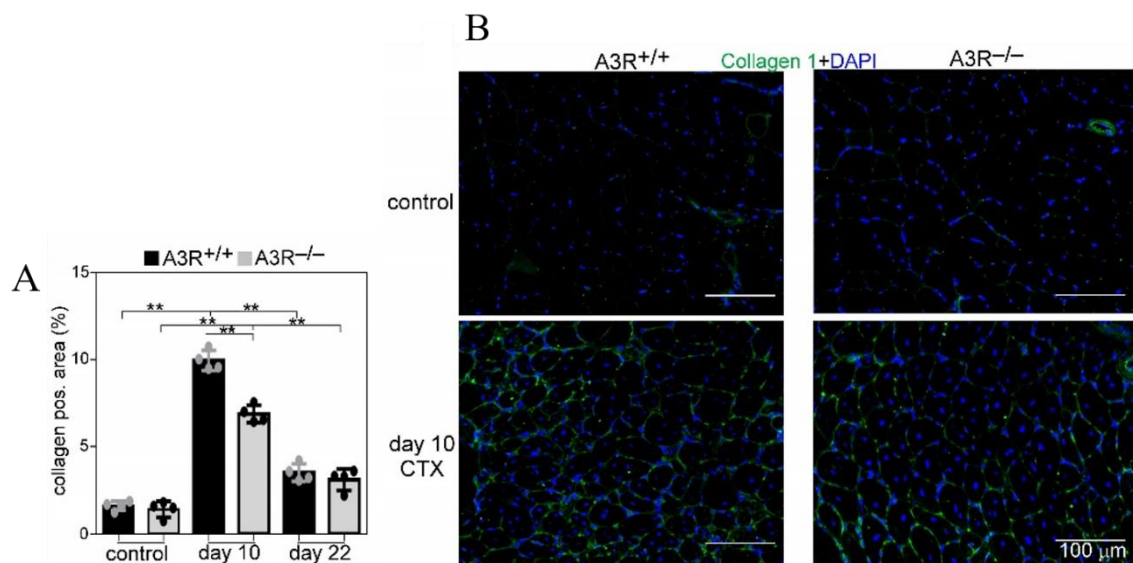 B
A3R+/+
Collagen 1+DAPI
A3R−/−
control
day 10
CTX
100 μm
A
A3R+/+ A3R−/−
collagen pos. area (%)
15
10
5
0
** **
** **
**
control day 10 day 22